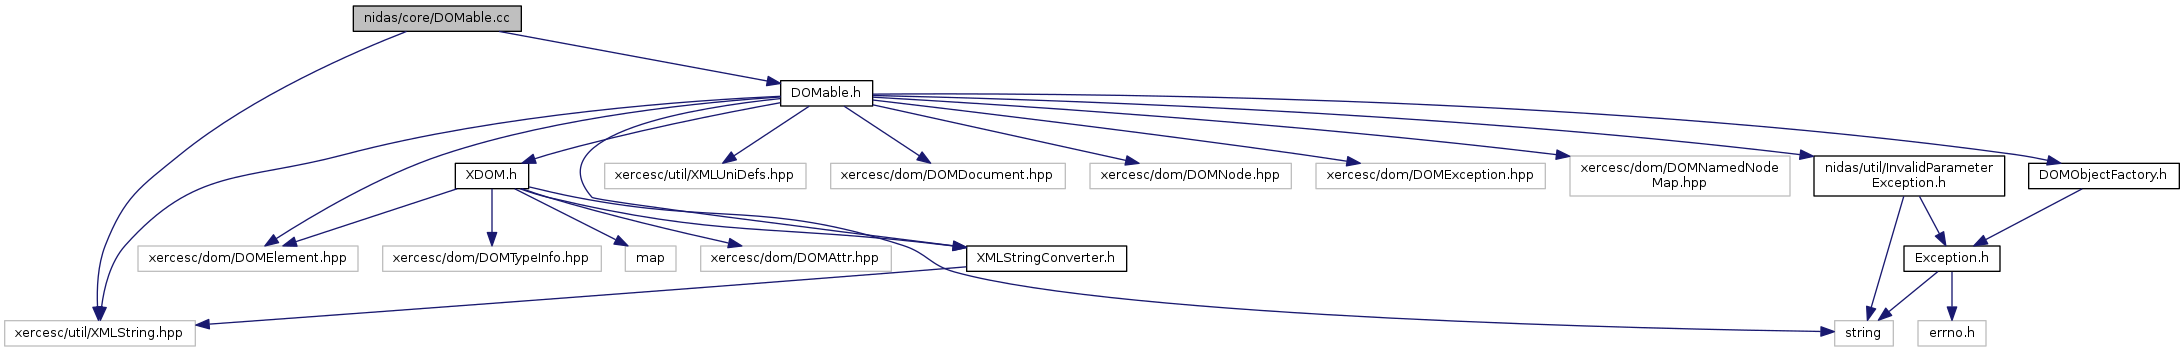 nidas/core/DOMable.cc
DOMable.h
XDOM.h
xercesc/util/XMLUniDefs.hpp
xercesc/dom/DOMDocument.hpp
xercesc/dom/DOMNode.hpp
xercesc/dom/DOMException.hpp
xercesc/dom/DOMNamedNode
Map.hpp
nidas/util/InvalidParameter
Exception.h
DOMObjectFactory.h
xercesc/dom/DOMElement.hpp
xercesc/dom/DOMTypeInfo.hpp
map
xercesc/dom/DOMAttr.hpp
XMLStringConverter.h
Exception.h
xercesc/util/XMLString.hpp
string
errno.h